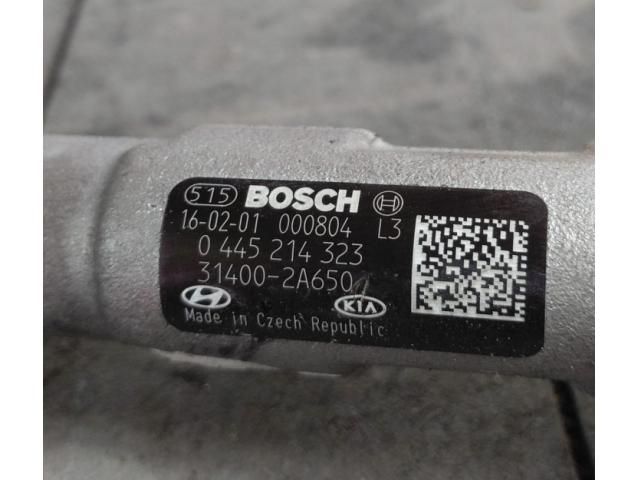 515 BOSCH
16-02-01 000804 L3
0 445 214 323
31400-2A650
KIA
Made in Czech Republic